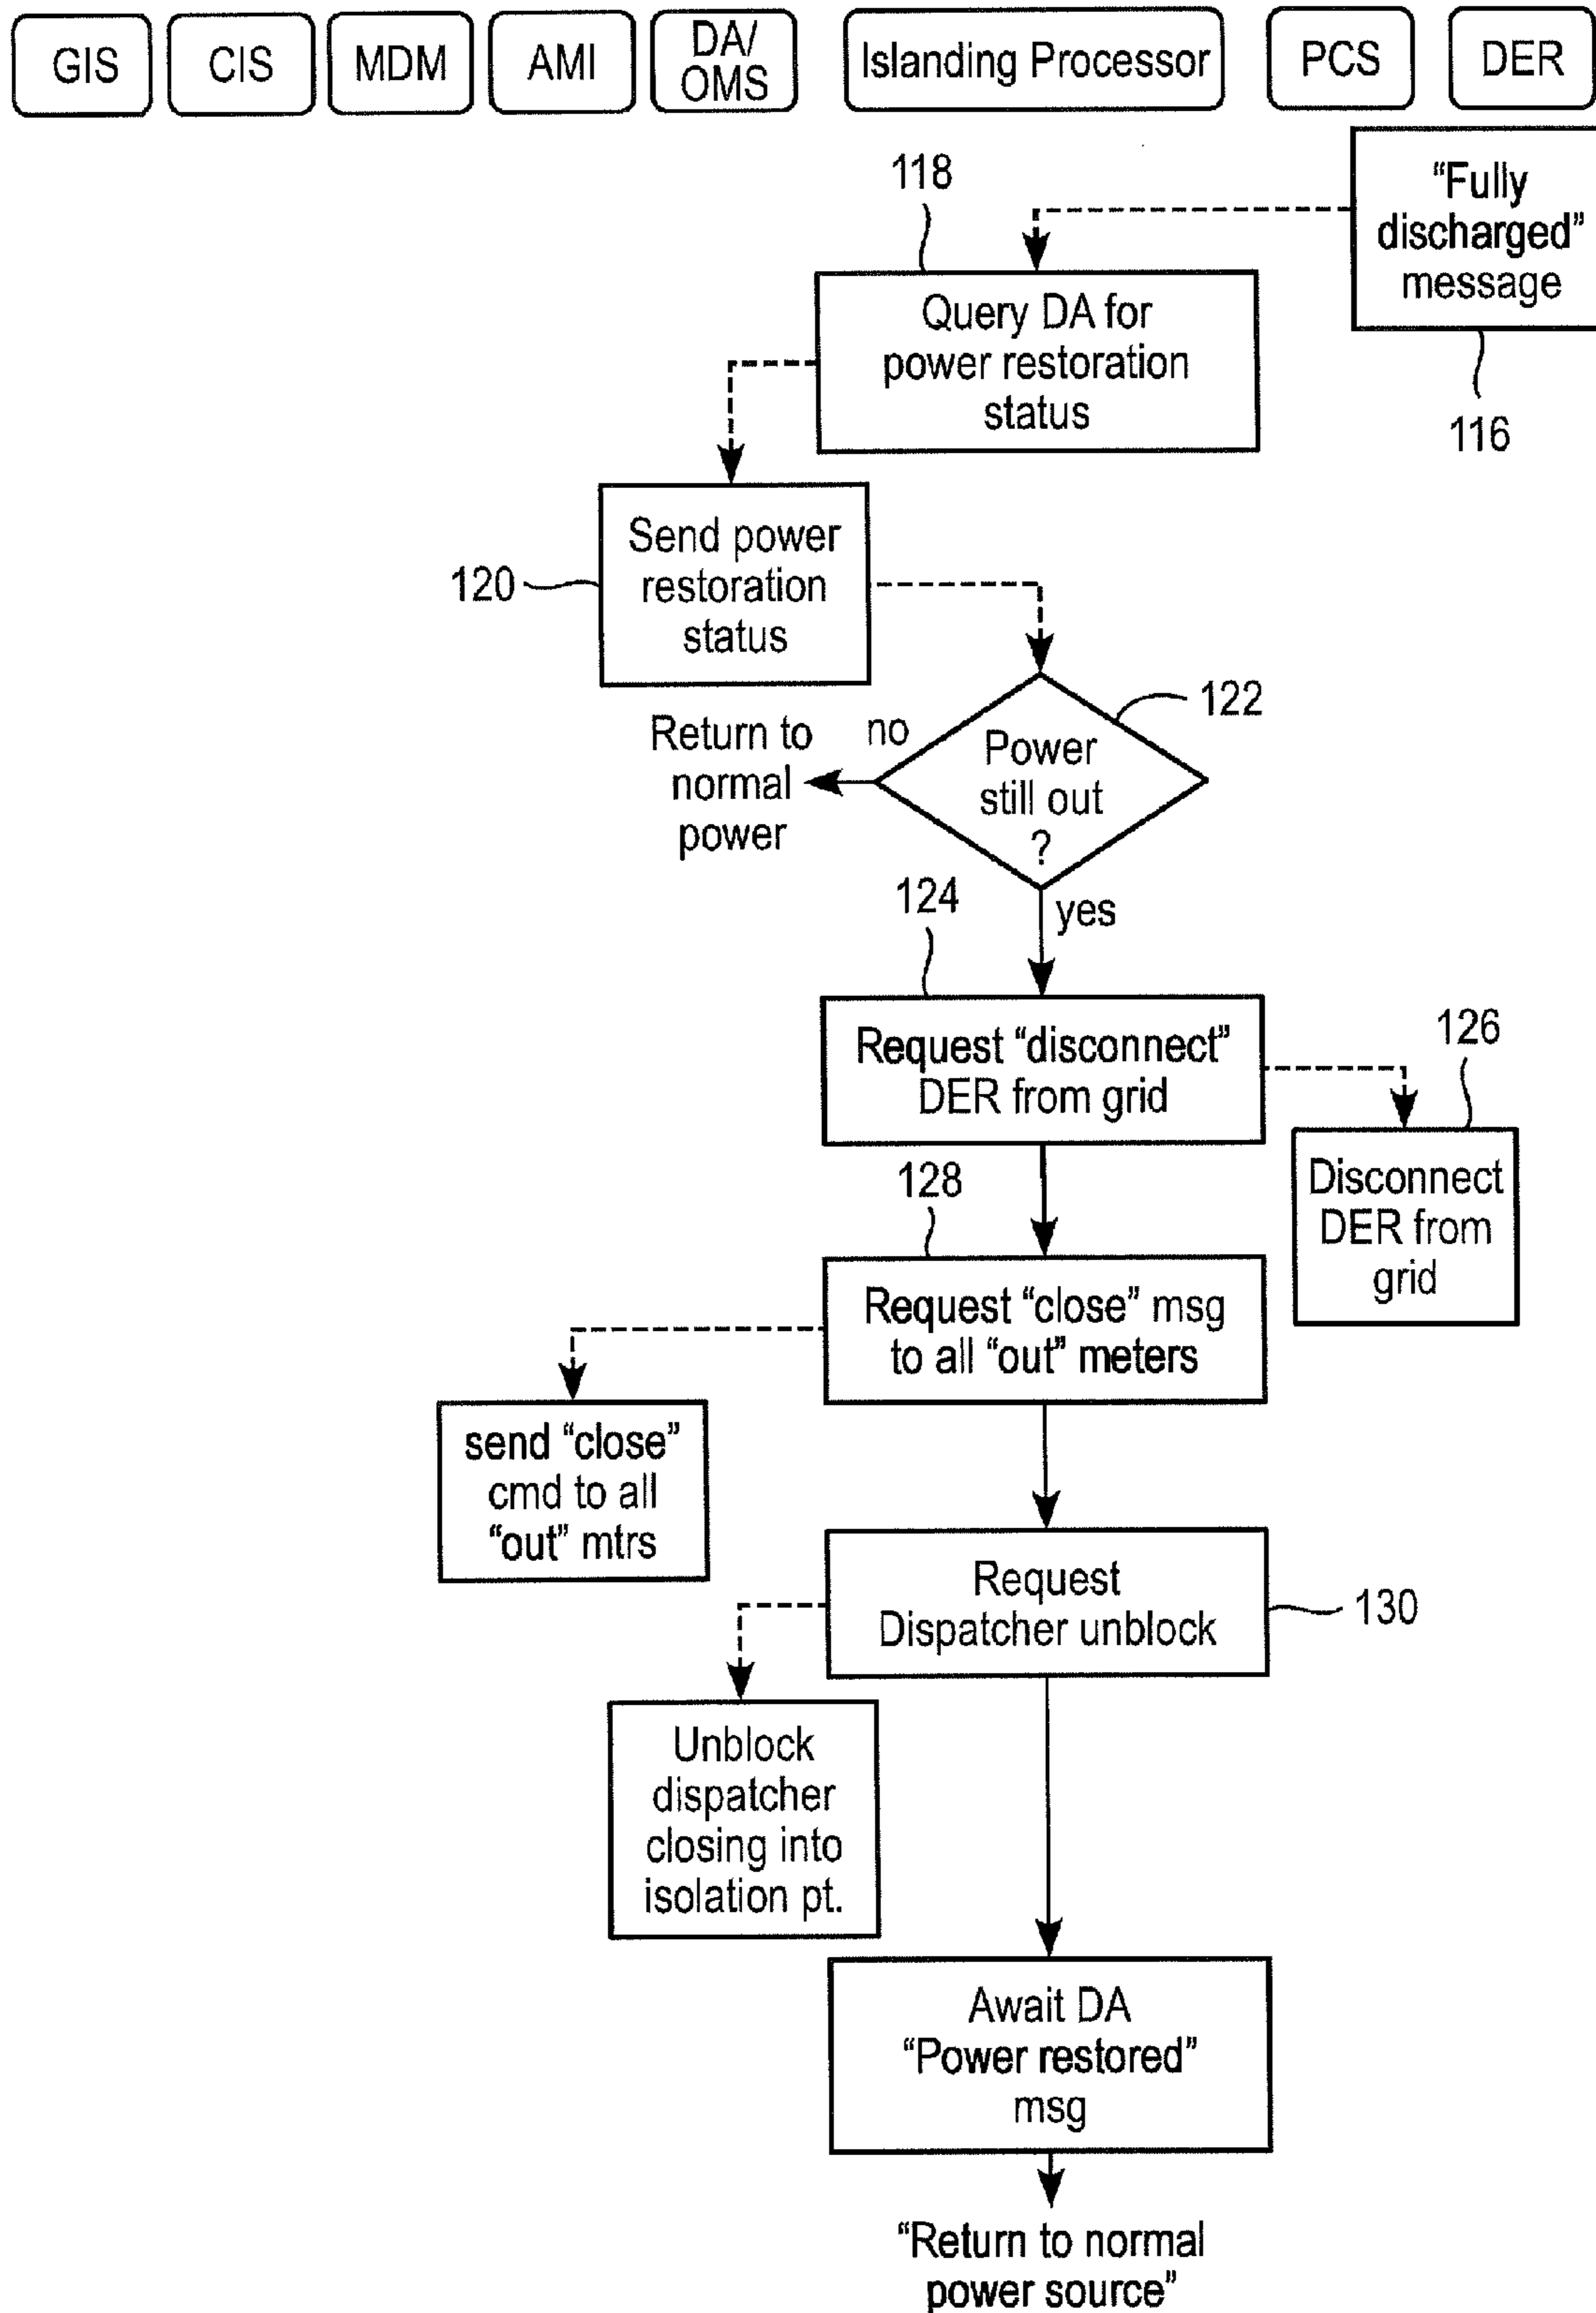 GIS
CIS
MDM
AMI
DA/
OMS
Islanding Processor
PCS
DER
118
“Fully
discharged”
message
116
Query DA for
power restoration
status
Send power
restoration
status
120
122
Power
still out
?
no
Return to
normal
power
yes
124
Request “disconnect”
DER from grid
126
Disconnect
DER from
grid
128
Request “close” msg
to all “out” meters
send “close”
cmd to all
“out” mtrs
Request
Dispatcher unblock
130
Unblock
dispatcher
closing into
isolation pt.
Await DA
“Power restored”
msg
“Return to normal
power source”